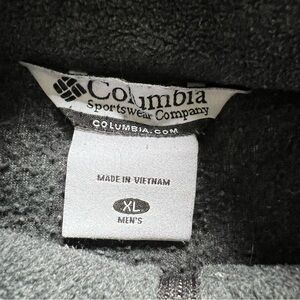 Columbia
Sportswear Company
COLUMBIA.COM
MADE IN VIETNAM
XL
MEN'S